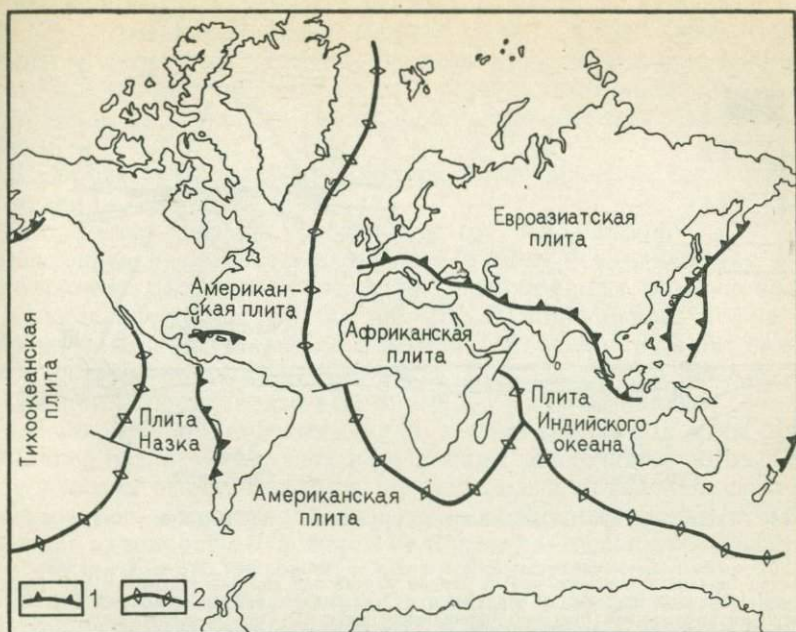 Евроазиатская
плита
Американ-
ская плита
Африканская
плита
Тихоокеанская
плита
Плита
Назка
Плита
Индийского
океана
Американская
плита
1
2